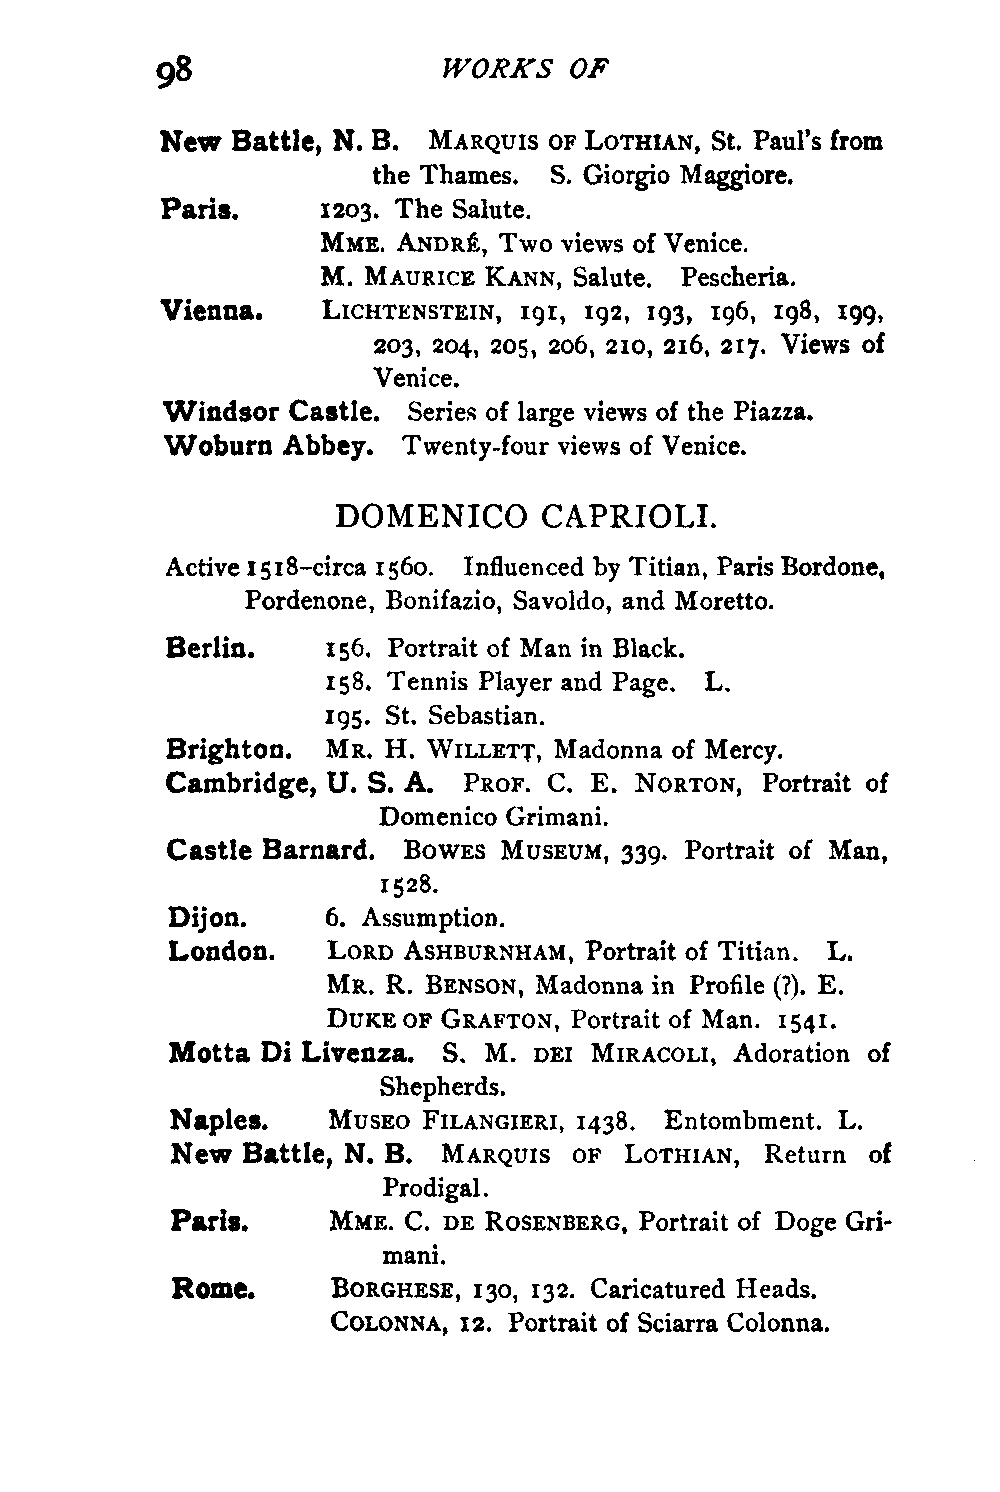 98 WORKS OF
New Battle, N. B. MARQUIS OF LOTHIAN, St. Paul's from
the Thames. S. Giorgio Maggiore.
Paris. 1203. The Salute.
MME. ANDRÉ, Two views of Venice.
M. MAURICE KANN, Salute. Pescheria.
Vienna. LICHTENSTEIN, 191, 192, 193, 196, 198, 199,
203, 204, 205, 206, 210, 216, 217. Views of
Venice.
Windsor Castle. Series of large views of the Piazza.
Woburn Abbey. Twenty-four views of Venice.
DOMENICO CAPRIOLI.
Active 1518–circa 1560. Influenced by Titian, Paris Bordone,
Pordenone, Bonifazio, Savoldo, and Moretto.
Berlin. 156. Portrait of Man in Black.
158. Tennis Player and Page. L.
195. St. Sebastian.
Brighton. MR. H. WILLETT, Madonna of Mercy.
Cambridge, U. S. A. PROF. C. E. NORTON, Portrait of
Domenico Grimani.
Castle Barnard. BOWES MUSEUM, 339. Portrait of Man,
1528.
Dijon. 6. Assumption.
London. LORD ASHBURNHAM, Portrait of Titian. L.
MR. R. BENSON, Madonna in Profile (?). E.
DUKE OF GRAFTON, Portrait of Man. 1541.
Motta Di Livenza. S. M. DEI MIRACOLI, Adoration of
Shepherds.
Naples. MUSEO FILANGIERI, 1438. Entombment. L.
New Battle, N. B. MARQUIS OF LOTHIAN, Return of
Prodigal.
Paris. MME. C. DE ROSENBERG, Portrait of Doge Gri-
mani.
Rome. BORGHESE, 130, 132. Caricatured Heads.
COLONNA, 12. Portrait of Sciarra Colonna.